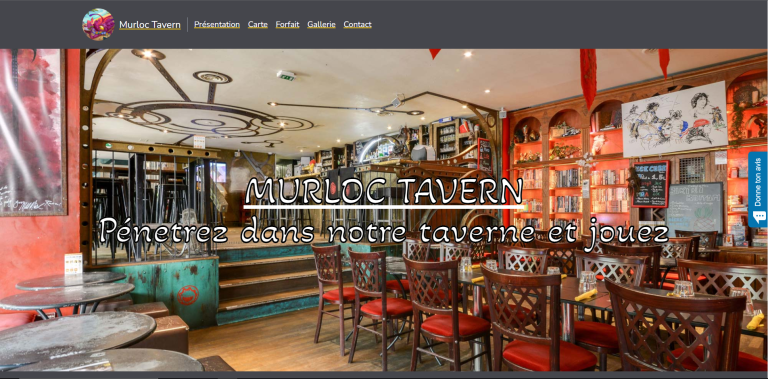 Murloc Tavern
Présentation
Carte
Forfait
Gallerie
Contact
MURLOC TAVERN
Pénetrez dans notre taverne et jouez
Donne ton avis